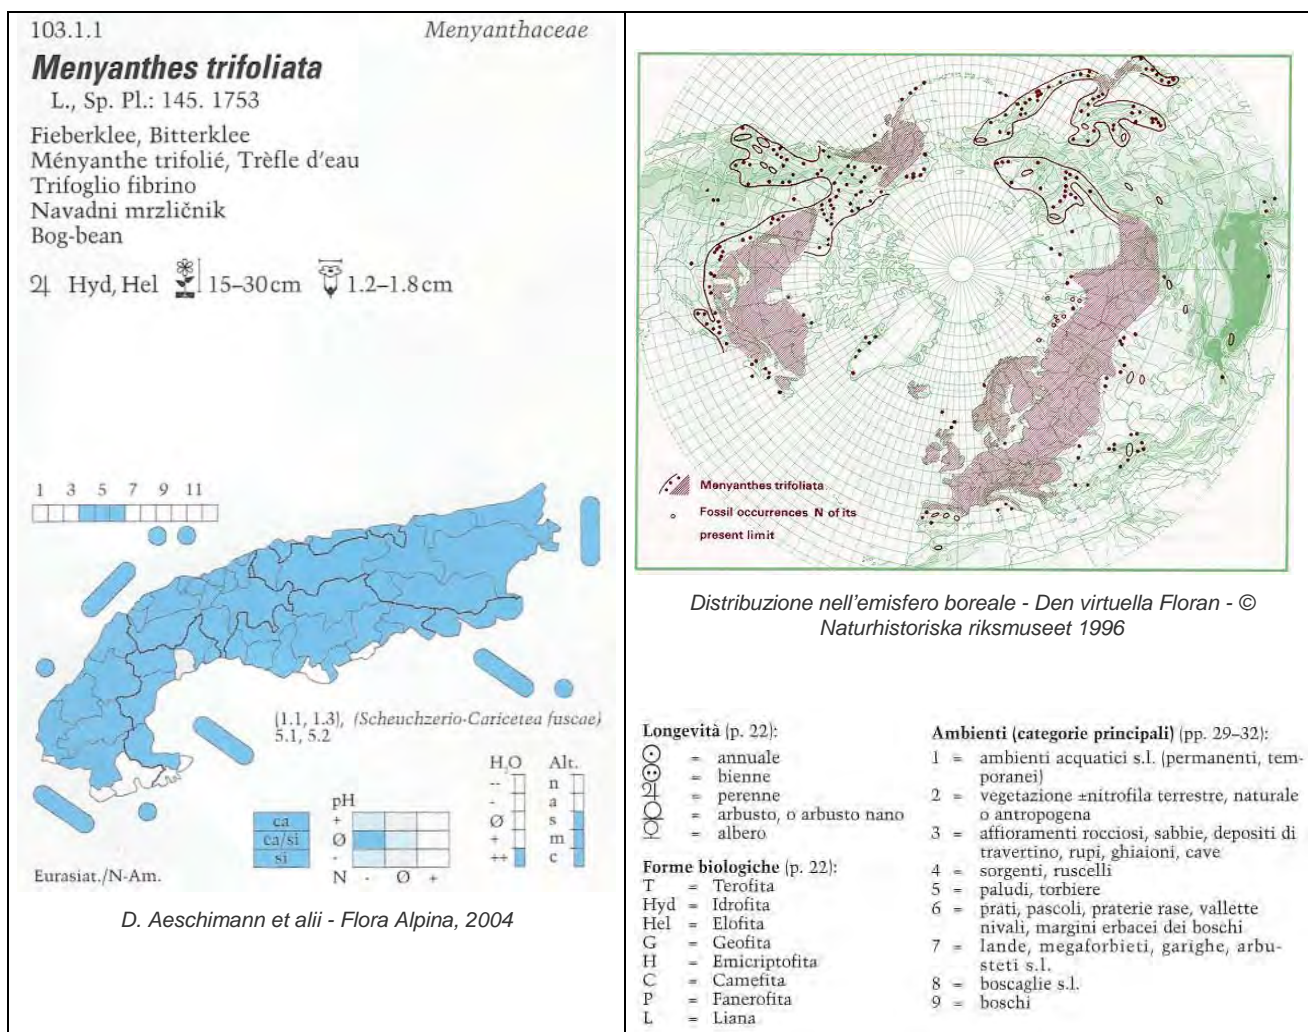 103.1.1 Menyanthaceae
Menyanthes trifoliata
L., Sp. Pl.: 145. 1753
Fieberklee, Bitterklee
Ményanthe trifolié, Trèfle d'eau
Trifoglio fibrino
Navadni mrzličnik
Bog-bean
♃ Hyd, Hel 15–30 cm 1.2–1.8 cm
1 3 5 7 9 11
(1.1, 1.3), (Scheuchzerio-Caricetea fuscae)
5.1, 5.2
H2O Alt.
-- n
- a
Ø s
+ m
++ c
pH
ca +
ca/si Ø
si -
N - Ø +
Eurasiat./N-Am.
D. Aeschimann et alii - Flora Alpina, 2004
Menyanthes trifoliata
Fossil occurrences N of its
present limit
Distribuzione nell'emisfero boreale - Den virtuella Floran - ©
Naturhistoriska riksmuseet 1996
Longevità (p. 22):
= annuale
= bienne
♃ = perenne
= arbusto, o arbusto nano
= albero
Forme biologiche (p. 22):
T = Terofita
Hyd = Idrofita
Hel = Elofita
G = Geofita
H = Emicriptofita
C = Camefita
P = Fanerofita
L = Liana
Ambienti (categorie principali) (pp. 29–32):
1 = ambienti acquatici s.l. (permanenti, tem-
poranei)
2 = vegetazione ±nitrofila terrestre, naturale
o antropogena
3 = affioramenti rocciosi, sabbie, depositi di
travertino, rupi, ghiaioni, cave
4 = sorgenti, ruscelli
5 = paludi, torbiere
6 = prati, pascoli, praterie rase, vallette
nivali, margini erbacei dei boschi
7 = lande, megaforbieti, garighe, arbu-
steti s.l.
8 = boscaglie s.l.
9 = boschi